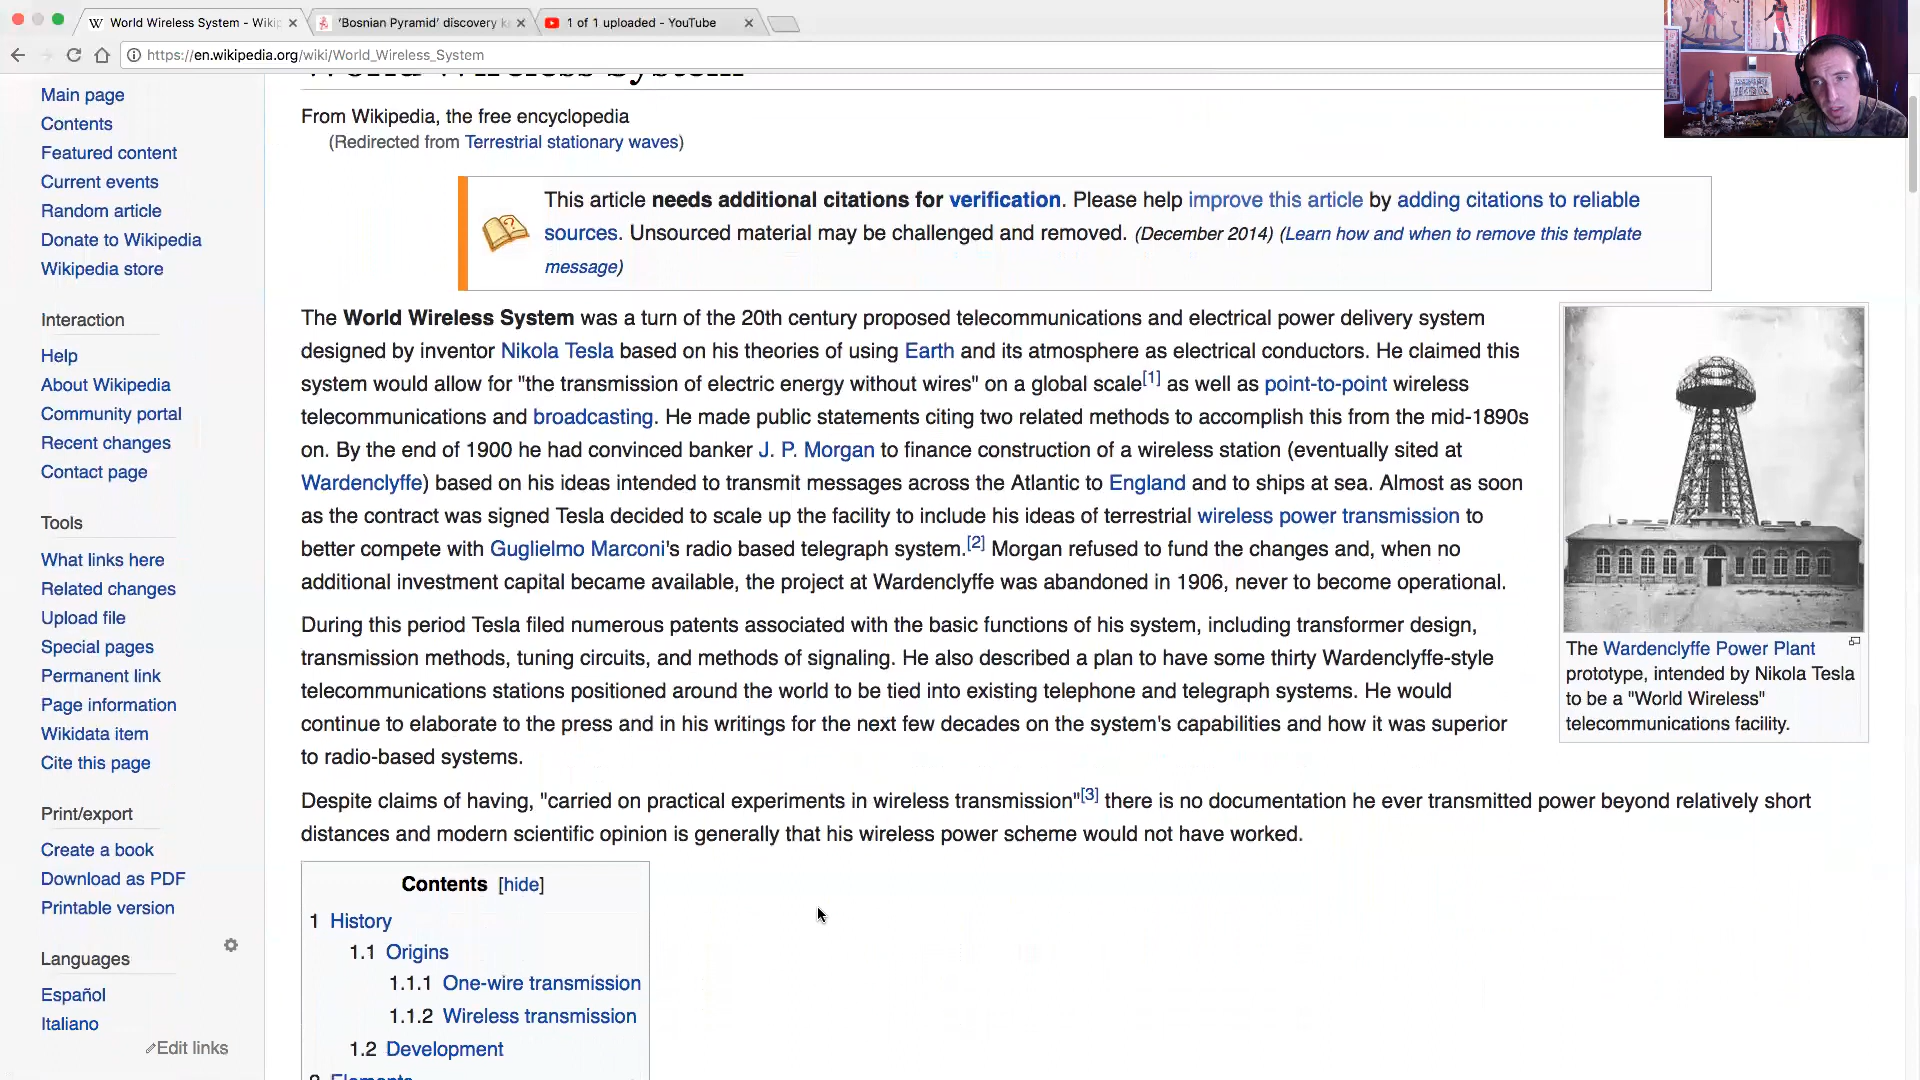 World Wireless System - Wikip
'Bosnian Pyramid' discovery k
1 of 1 uploaded - YouTube
https://en.wikipedia.org/wiki/World_Wireless_System
World Wireless System
From Wikipedia, the free encyclopedia
(Redirected from Terrestrial stationary waves)
This article needs additional citations for verification. Please help improve this article by adding citations to reliable
sources. Unsourced material may be challenged and removed. (December 2014) (Learn how and when to remove this template
message)
The World Wireless System was a turn of the 20th century proposed telecommunications and electrical power delivery system
designed by inventor Nikola Tesla based on his theories of using Earth and its atmosphere as electrical conductors. He claimed this
system would allow for "the transmission of electric energy without wires" on a global scale[1] as well as point-to-point wireless
telecommunications and broadcasting. He made public statements citing two related methods to accomplish this from the mid-1890s
on. By the end of 1900 he had convinced banker J. P. Morgan to finance construction of a wireless station (eventually sited at
Wardenclyffe) based on his ideas intended to transmit messages across the Atlantic to England and to ships at sea. Almost as soon
as the contract was signed Tesla decided to scale up the facility to include his ideas of terrestrial wireless power transmission to
better compete with Guglielmo Marconi's radio based telegraph system.[2] Morgan refused to fund the changes and, when no
additional investment capital became available, the project at Wardenclyffe was abandoned in 1906, never to become operational.
During this period Tesla filed numerous patents associated with the basic functions of his system, including transformer design,
transmission methods, tuning circuits, and methods of signaling. He also described a plan to have some thirty Wardenclyffe-style
telecommunications stations positioned around the world to be tied into existing telephone and telegraph systems. He would
continue to elaborate to the press and in his writings for the next few decades on the system's capabilities and how it was superior
to radio-based systems.
Despite claims of having, "carried on practical experiments in wireless transmission"[3] there is no documentation he ever transmitted power beyond relatively short
distances and modern scientific opinion is generally that his wireless power scheme would not have worked.
The Wardenclyffe Power Plant
prototype, intended by Nikola Tesla
to be a "World Wireless"
telecommunications facility.
Contents [hide]
1 History
1.1 Origins
1.1.1 One-wire transmission
1.1.2 Wireless transmission
1.2 Development
2 Elements
Main page
Contents
Featured content
Current events
Random article
Donate to Wikipedia
Wikipedia store
Interaction
Help
About Wikipedia
Community portal
Recent changes
Contact page
Tools
What links here
Related changes
Upload file
Special pages
Permanent link
Page information
Wikidata item
Cite this page
Print/export
Create a book
Download as PDF
Printable version
Languages
Español
Italiano
Edit links